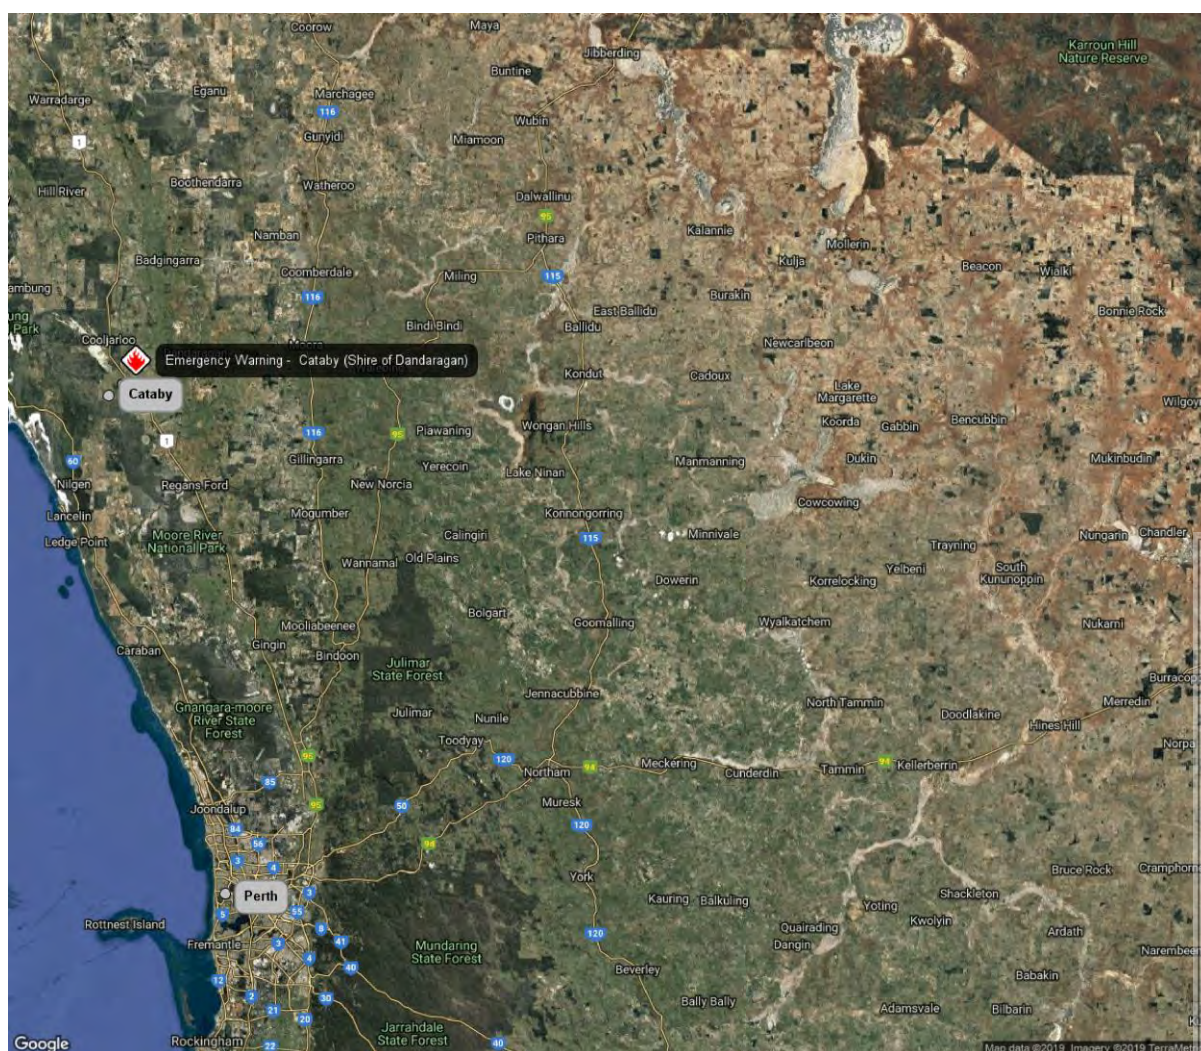 Coorow
Maya
Jibberding
Karroun Hill
Nature Reserve
Buntine
Eganu
Marchagee
Warradarge
116
Wubin
1
Gunyidi
Miamoon
Boothendarra
Watheroo
Hill River
Dalwallinu
95
Namban
Pithara
Kalannie
Mollerin
Badgingarra
Coomberdale
Miling
115
Kulja
Beacon
Wialki
116
Burakin
East Ballidu
Bonnie Rock
Park
Bindi Bindi
Ballidu
Cooljarloo
Newcarlbeon
Emergency Warning - Cataby (Shire of Dandaragan)
Kondut
Cadoux
Cataby
Lake
Margarette
Koorda
Gabbin
Bencubbin
1
116
95
Piawaning
Wongan Hills
60
Gillingarra
Yerecoin
Lake Ninan
Manmanning
Dukin
Mukinbudin
Nilgen
Regans Ford
New Norcia
Cowcowing
Lancelin
Mogumber
Konnongorring
Ledge Point
Moore River
National Park
Calingiri
115
Minnivale
Nungarin
Chandler
Wannamal
Old Plains
Trayning
Yelbeni
South
Kununoppin
Dowerin
Korrelocking
Bolgart
Goomalling
Wyalkatchem
Nukarni
Mooliabeenee
Caraban
Gingin
Bindoon
Julimar
State Forest
Jennacubbine
North Tammin
Merredin
Gnangara-moore
River State
Forest
Julimar
Nunile
Doodlakine
Hines Hill
Toodyay
95
120
94
Meckering
94
Northam
Cunderdin
Tammin
Kellerberrin
85
Joondalup
95
50
Muresk
84
120
56
94
3
4
Bruce Rock
York
Perth
3
Kauring
Balkuling
Shackleton
5
55
Yoting
Kwolyin
Rottnest Island
8
120
Quairading
Ardath
Fremantle
3
41
Mundaring
State Forest
Dangin
4
40
Beverley
Babakin
12
2
30
Bally Bally
Adamsvale
Bilbarin
21
20
Jarrahdale
State Forest
Rockingham
22
40
Google
Map data ©2019 Imagery ©2019